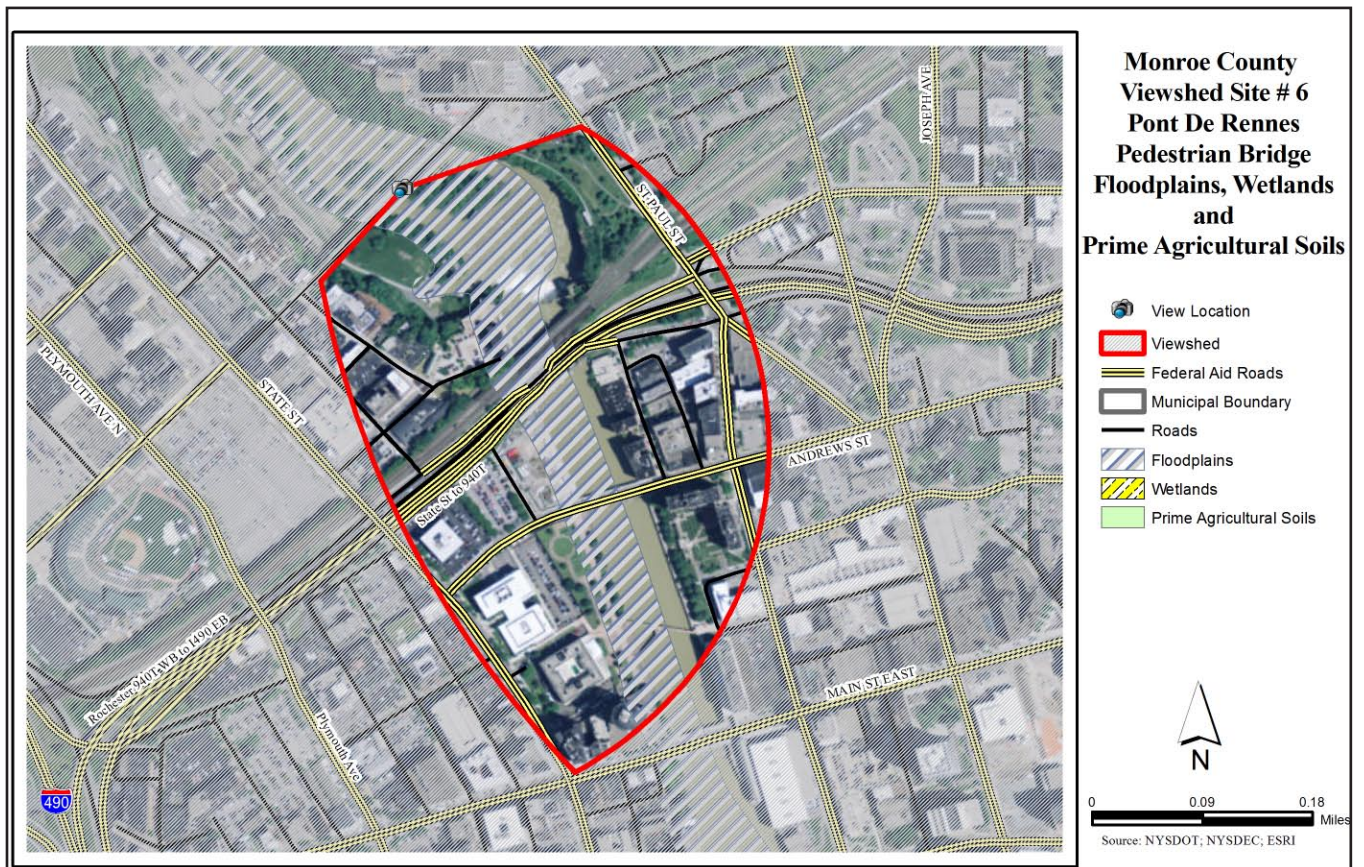 Monroe County
Viewshed Site # 6
Pont De Rennes
Pedestrian Bridge
Floodplains, Wetlands
and
Prime Agricultural Soils
View Location
Viewshed
Federal Aid Roads
Municipal Boundary
Roads
Floodplains
Wetlands
Prime Agricultural Soils
N
0 0.09 0.18
Miles
Source: NYSDOT; NYSDEC; ESRI
JOSEPH AVE
ST PAUL ST
PLYMOUTH AVE N
STATE ST
ANDREWS ST
State St to 940T
Rochester 940T WB to I490 EB
Plymouth Ave
MAIN ST EAST
490